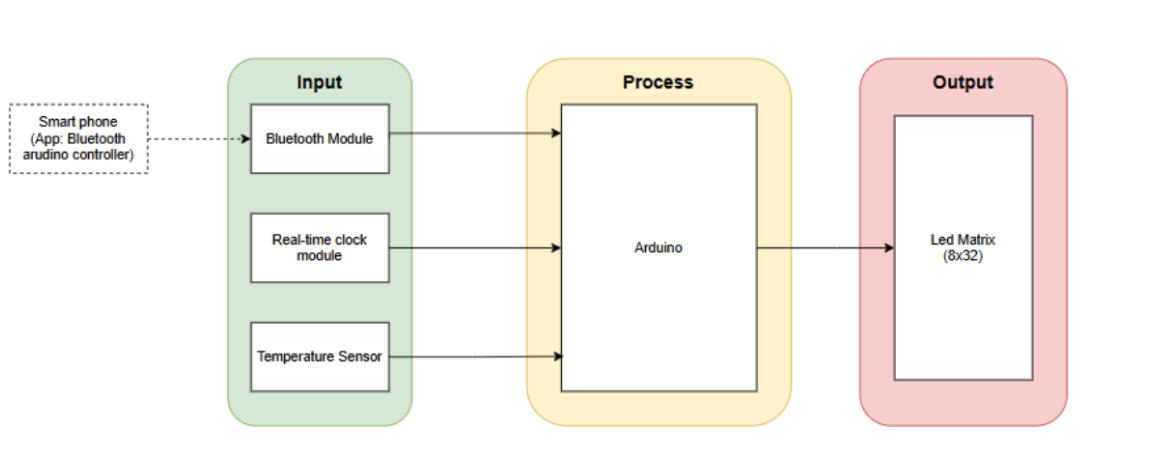 Input
Process
Output
Smart phone
(App: Bluetooth
arudino controller)
Bluetooth Module
Real-time clock
module
Temperature Sensor
Arduino
Led Matrix
(8x32)